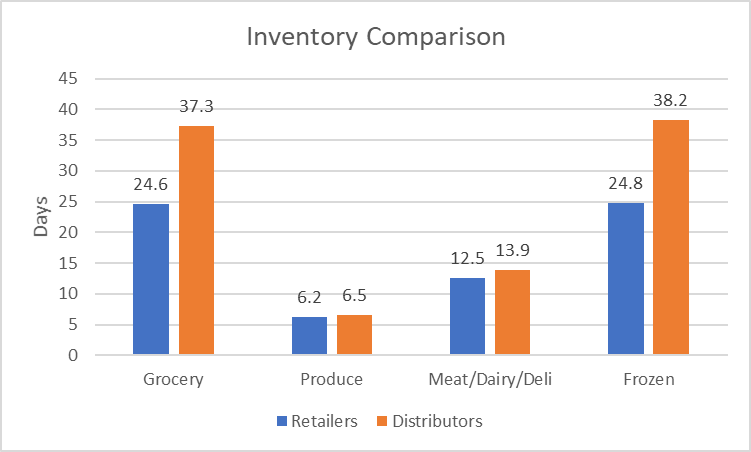 Inventory Comparison
45
40
35
30
25
20
15
10
5
0
Days
24.6
37.3
6.2
6.5
12.5
13.9
24.8
38.2
Grocery
Produce
Meat/Dairy/Deli
Frozen
Retailers
Distributors